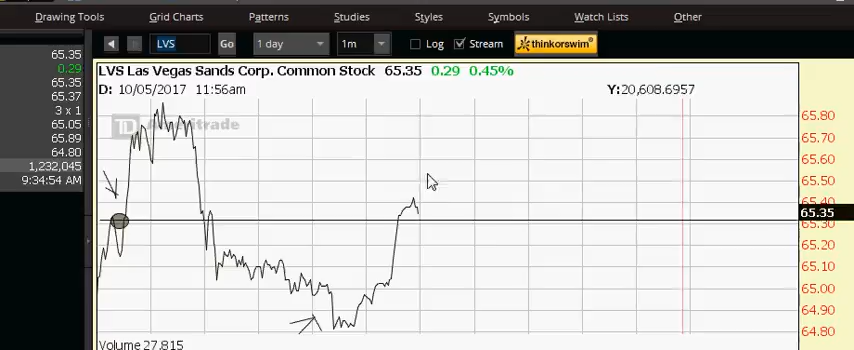 Drawing Tools Grid Charts Patterns Studies Styles Symbols Watch Lists Other
LVS Go 1 day 1m Log Stream thinkorswim
65.35
0.29
65.35
65.37
3 x 1
65.05
65.89
64.80
1,232,045
9:34:54 AM
LVS Las Vegas Sands Corp. Common Stock 65.35 0.29 0.45%
D: 10/05/2017 11:56am Y:20,608.6957
TD Ameritrade
65.80
65.70
65.60
65.50
65.40
65.35
65.30
65.20
65.10
65.00
64.90
64.80
Volume 27.815